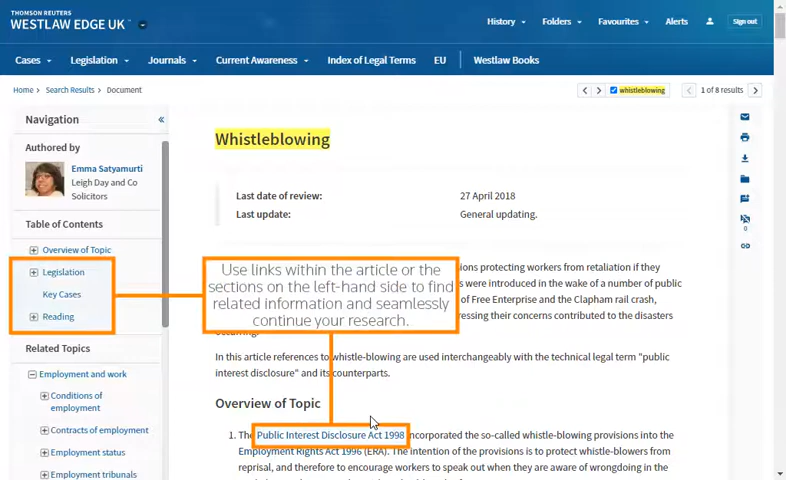 THOMSON REUTERS
WESTLAW EDGE UK™
History
Folders
Favourites
Alerts
Sign out
Cases
Legislation
Journals
Current Awareness
Index of Legal Terms
EU
Westlaw Books
Home > Search Results > Document
whistleblowing
1 of 8 results
Navigation
Authored by
Emma Satyamurti
Leigh Day and Co
Solicitors
Table of Contents
Overview of Topic
Legislation
Key Cases
Reading
Related Topics
Employment and work
Conditions of
employment
Contracts of employment
Employment status
Employment tribunals
Whistleblowing
Last date of review: 27 April 2018
Last update: General updating.
Use links within the article or the
sections on the left-hand side to find
related information and seamlessly
continue your research.
ions protecting workers from retaliation if they
s were introduced in the wake of a number of public
of Free Enterprise and the Clapham rail crash,
ressing their concerns contributed to the disasters
occurring.
In this article references to whistle-blowing are used interchangeably with the technical legal term "public
interest disclosure" and its counterparts.
Overview of Topic
1. The Public Interest Disclosure Act 1998 incorporated the so-called whistle-blowing provisions into the
Employment Rights Act 1996 (ERA). The intention of the provisions is to protect whistle-blowers from
reprisal, and therefore to encourage workers to speak out when they are aware of wrongdoing in the
0